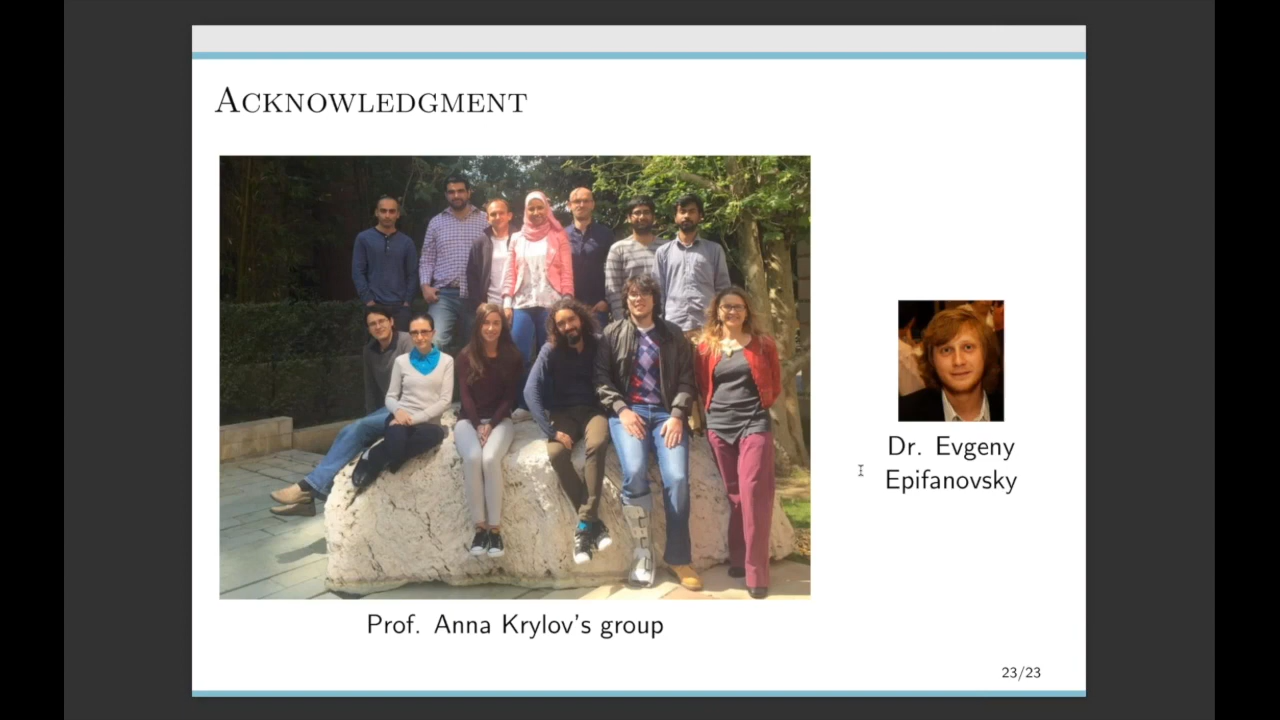 Acknowledgment
Prof. Anna Krylov's group
Dr. Evgeny
Epifanovsky
23/23